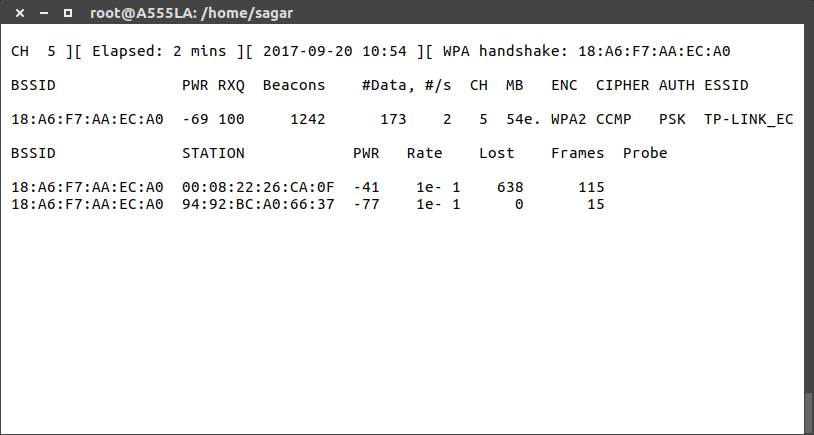 root@A555LA: /home/sagar
CH  5 ][ Elapsed: 2 mins ][ 2017-09-20 10:54 ][ WPA handshake: 18:A6:F7:AA:EC:A0
BSSID              PWR RXQ  Beacons    #Data, #/s  CH  MB   ENC  CIPHER AUTH ESSID
18:A6:F7:AA:EC:A0  -69 100     1242      173    2   5  54e. WPA2 CCMP   PSK  TP-LINK_EC
BSSID              STATION            PWR   Rate    Lost    Frames  Probe
18:A6:F7:AA:EC:A0  00:08:22:26:CA:0F  -41    1e- 1    638      115
18:A6:F7:AA:EC:A0  94:92:BC:A0:66:37  -77    1e- 1      0       15